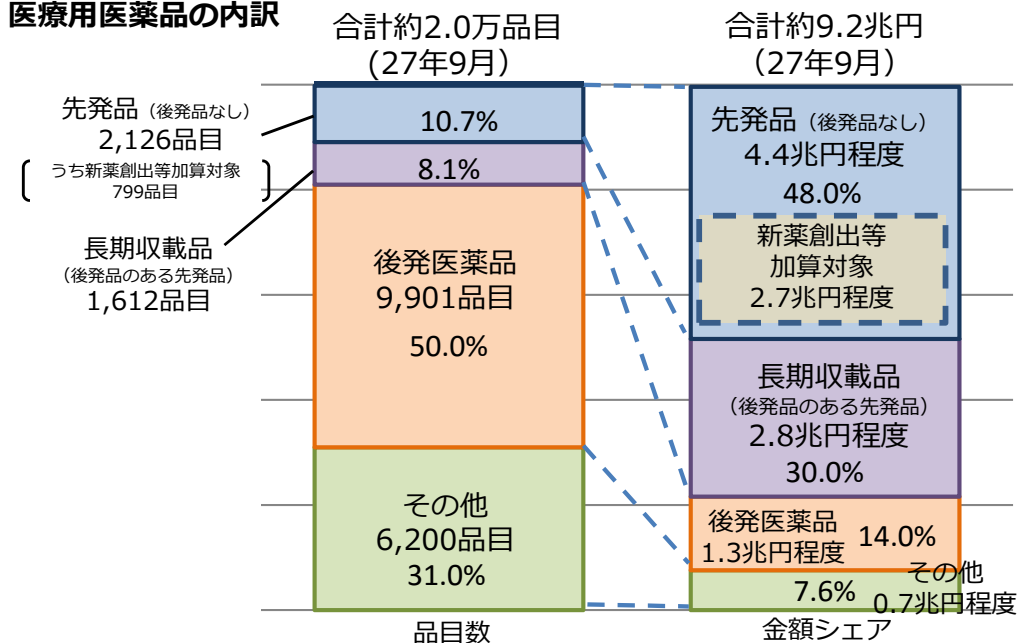 医療用医薬品の内訳
合計約2.0万品目
(27年9月)
合計約9.2兆円
(27年9月)
先発品（後発品なし）
2,126品目
うち新薬創出等加算対象
799品目
長期収載品
(後発品のある先発品)
1,612品目
10.7%
8.1%
後発医薬品
9,901品目
50.0%
その他
6,200品目
31.0%
品目数
先発品（後発品なし）
4.4兆円程度
48.0%
新薬創出等
加算対象
2.7兆円程度
長期収載品
（後発品のある先発品）
2.8兆円程度
30.0%
後発医薬品
1.3兆円程度
14.0%
その他
7.6%
0.7兆円程度
金額シェア